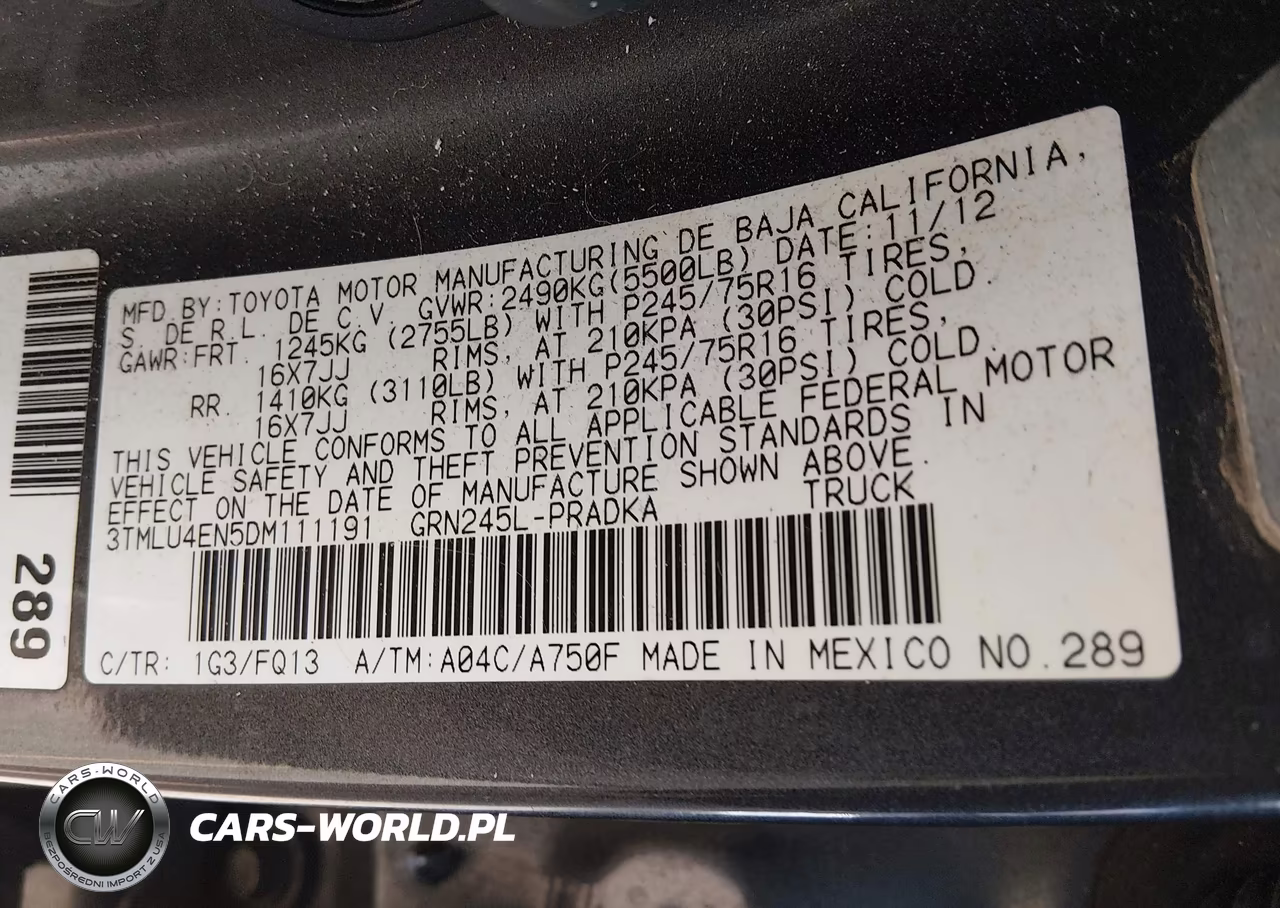 MFD.BY:TOYOTA MOTOR MANUFACTURING DE BAJA CALIFORNIA,
S. DE R.L. DE C.V. GVWR:2490KG(5500LB) DATE:11/12
GAWR:FRT. 1245KG (2755LB) WITH P245/75R16 TIRES,
16X7JJ RIMS, AT 210KPA (30PSI) COLD.
RR. 1410KG (3110LB) WITH P245/75R16 TIRES,
16X7JJ RIMS, AT 210KPA (30PSI) COLD.
THIS VEHICLE CONFORMS TO ALL APPLICABLE FEDERAL MOTOR
VEHICLE SAFETY AND THEFT PREVENTION STANDARDS IN
EFFECT ON THE DATE OF MANUFACTURE SHOWN ABOVE.
3TMLU4EN5DM111191 GRN245L-PRADKA TRUCK
C/TR: 1G3/FQ13 A/TM:A04C/A750F MADE IN MEXICO NO.289
289
CARS-WORLD
CW
BEZPOŚREDNI IMPORT Z USA
CARS-WORLD.PL